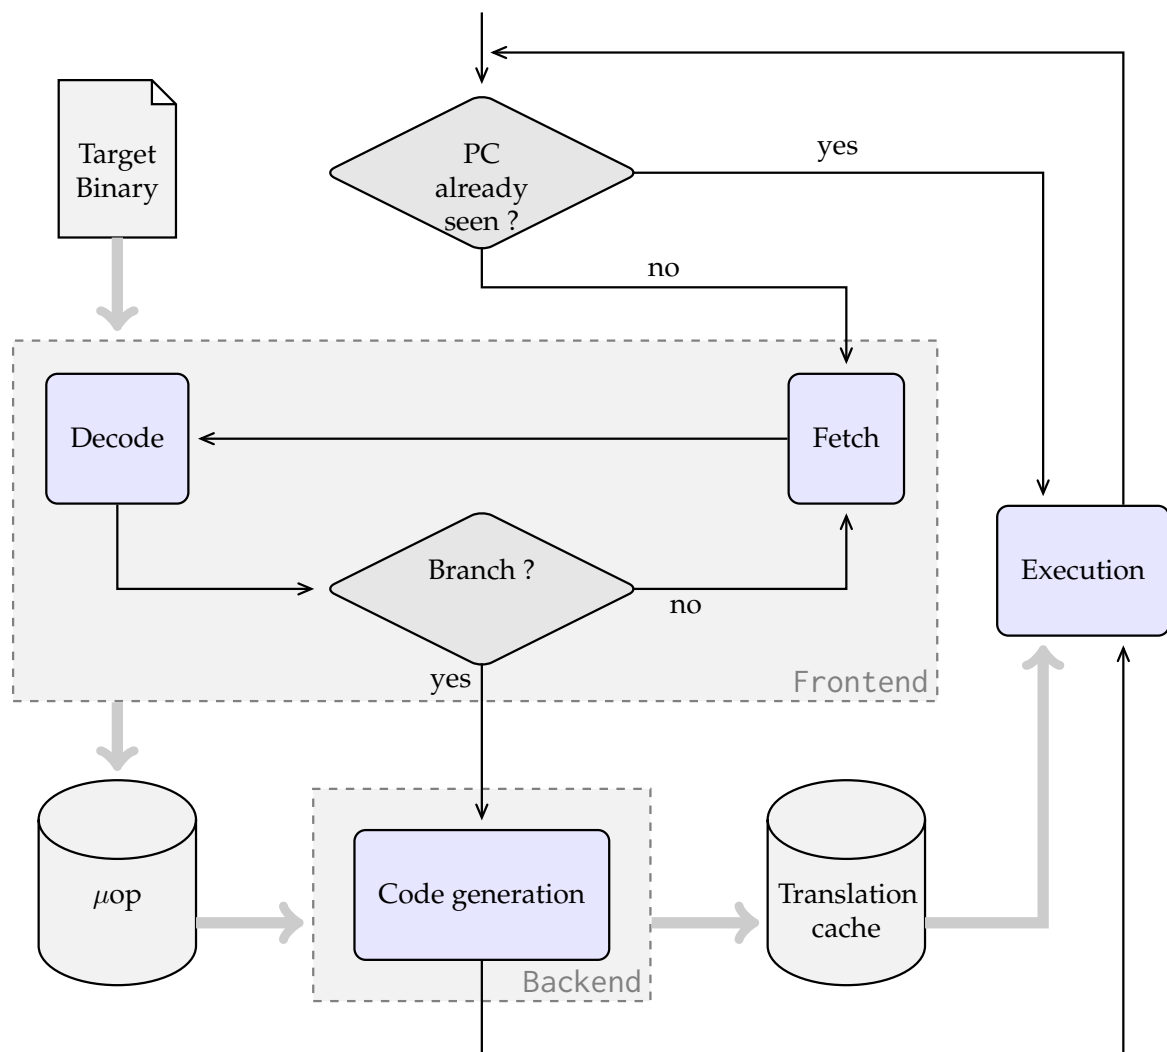 Target
Binary
PC
already
seen ?
yes
no
Decode
Fetch
Branch ?
no
Execution
yes
Frontend
μop
Code generation
Translation
cache
Backend